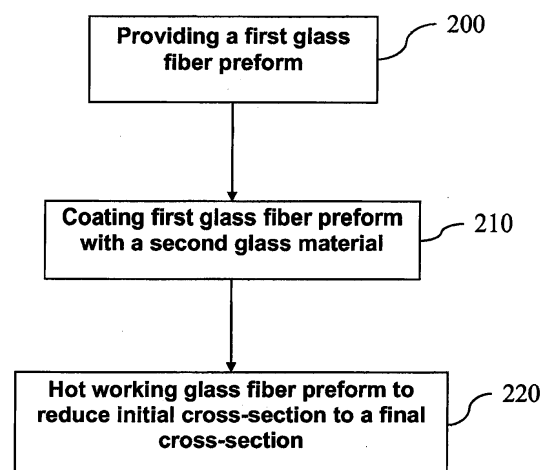 Providing a first glass
fiber preform
200
Coating first glass fiber preform
with a second glass material
210
Hot working glass fiber preform to
reduce initial cross-section to a final
cross-section
220